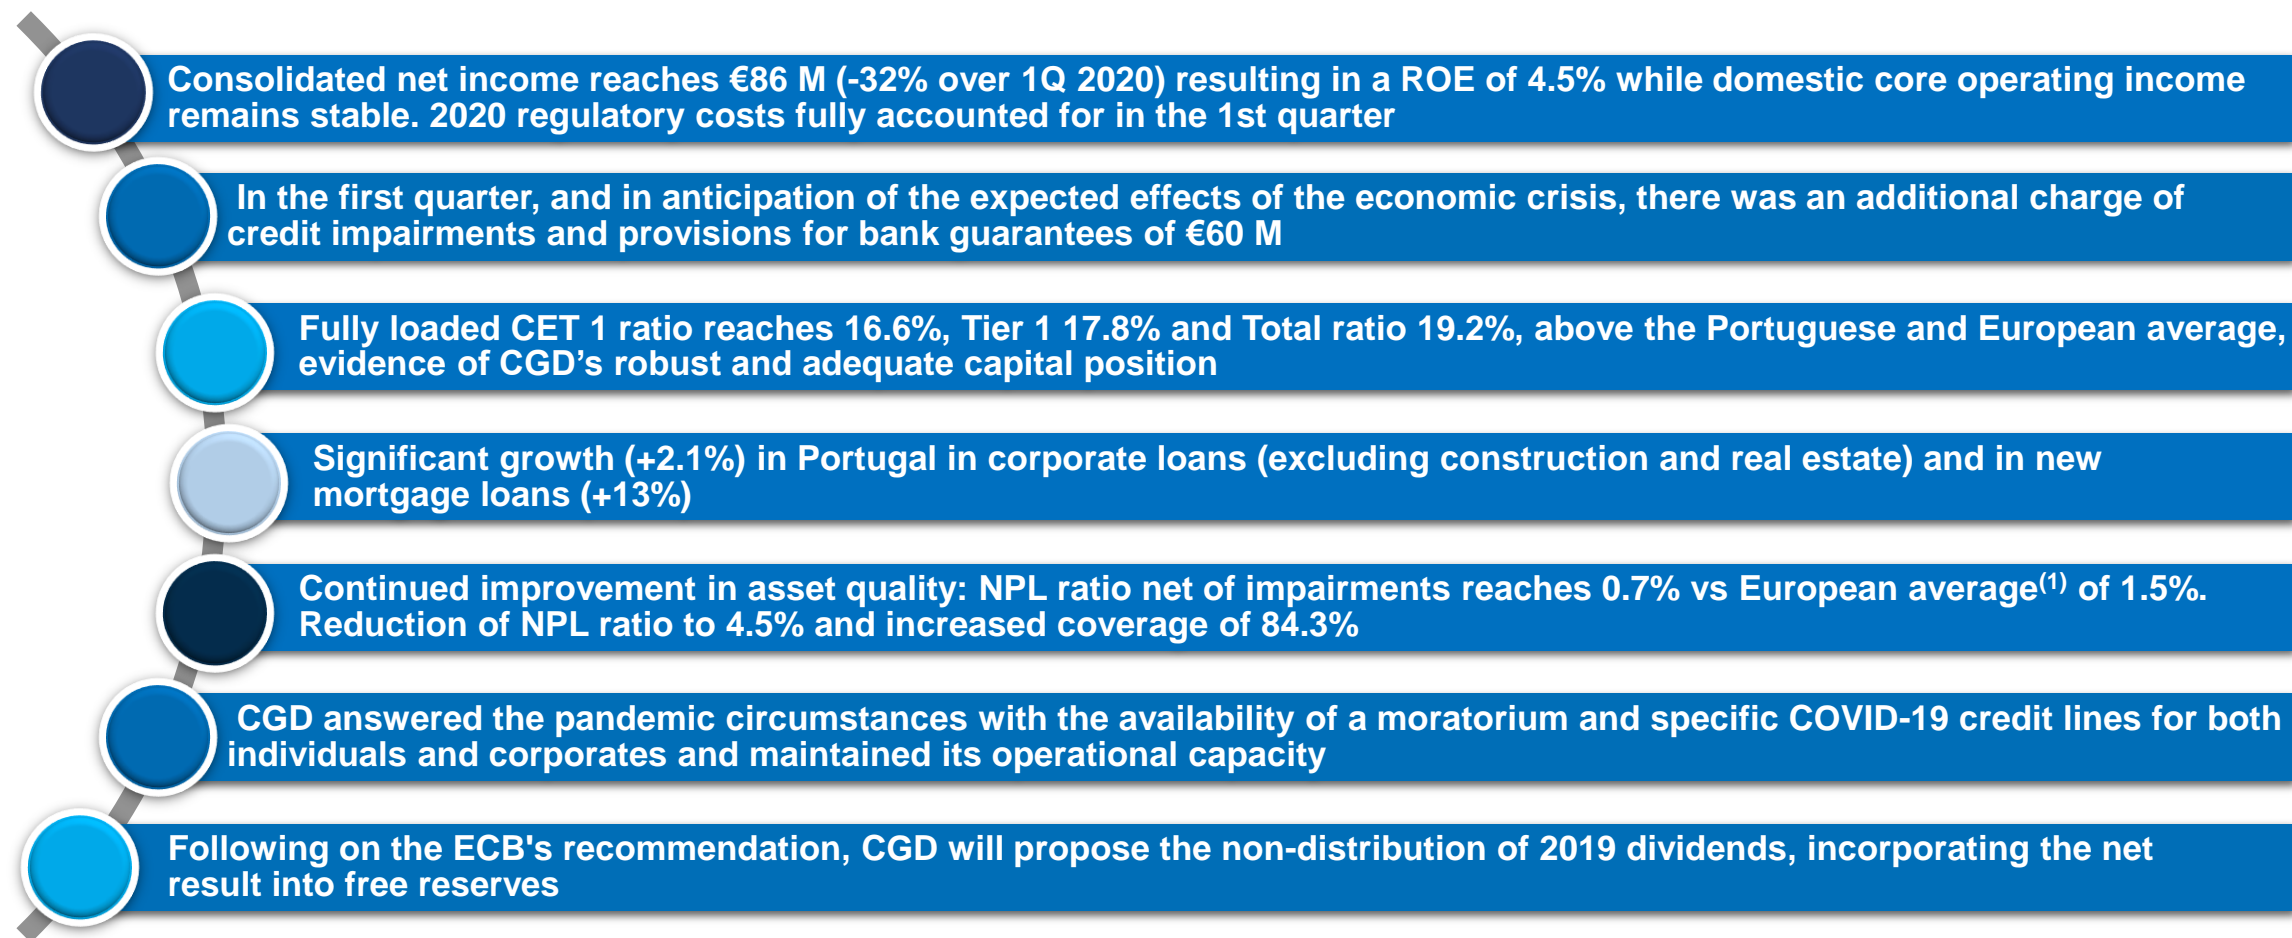 Consolidated net income reaches €86 M (-32% over 1Q 2020) resulting in a ROE of 4.5% while domestic core operating income
remains stable. 2020 regulatory costs fully accounted for in the 1st quarter
In the first quarter, and in anticipation of the expected effects of the economic crisis, there was an additional charge of
credit impairments and provisions for bank guarantees of €60 M
Fully loaded CET 1 ratio reaches 16.6%, Tier 1 17.8% and Total ratio 19.2%, above the Portuguese and European average,
evidence of CGD’s robust and adequate capital position
Significant growth (+2.1%) in Portugal in corporate loans (excluding construction and real estate) and in new
mortgage loans (+13%)
Continued improvement in asset quality: NPL ratio net of impairments reaches 0.7% vs European average(1) of 1.5%.
Reduction of NPL ratio to 4.5% and increased coverage of 84.3%
CGD answered the pandemic circumstances with the availability of a moratorium and specific COVID-19 credit lines for both
individuals and corporates and maintained its operational capacity
Following on the ECB's recommendation, CGD will propose the non-distribution of 2019 dividends, incorporating the net
result into free reserves